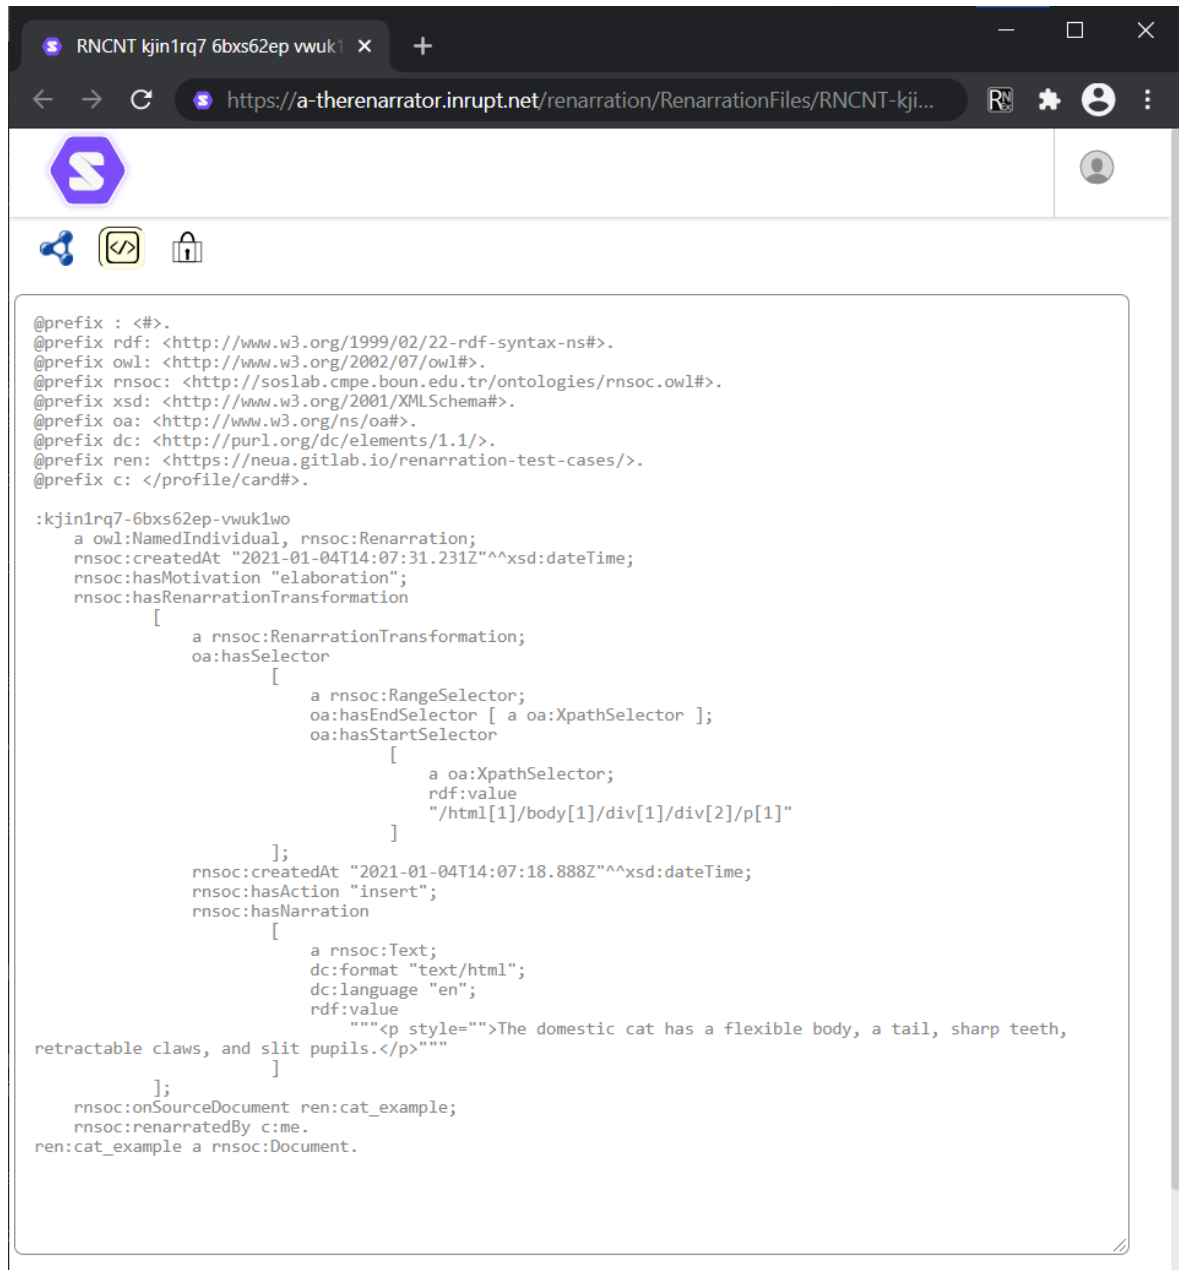 RNCNT kjin1rq7 6bxs62ep vwuk1
https://a-therenarrator.inrupt.net/renarration/RenarrationFiles/RNCNT-kji...
@prefix : <#>.
@prefix rdf: <http://www.w3.org/1999/02/22-rdf-syntax-ns#>.
@prefix owl: <http://www.w3.org/2002/07/owl#>.
@prefix rnsoc: <http://soslab.cmpe.boun.edu.tr/ontologies/rnsoc.owl#>.
@prefix xsd: <http://www.w3.org/2001/XMLSchema#>.
@prefix oa: <http://www.w3.org/ns/oa#>.
@prefix dc: <http://purl.org/dc/elements/1.1/>.
@prefix ren: <https://neua.gitlab.io/renarration-test-cases/>.
@prefix c: </profile/card#>.
:kjin1rq7-6bxs62ep-vwuk1wo
a owl:NamedIndividual, rnsoc:Renarration;
rnsoc:createdAt "2021-01-04T14:07:31.231Z"^^xsd:dateTime;
rnsoc:hasMotivation "elaboration";
rnsoc:hasRenarrationTransformation
[
a rnsoc:RenarrationTransformation;
oa:hasSelector
[
a rnsoc:RangeSelector;
oa:hasEndSelector [ a oa:XpathSelector ];
oa:hasStartSelector
[
a oa:XpathSelector;
rdf:value
"/html[1]/body[1]/div[1]/div[2]/p[1]"
]
];
rnsoc:createdAt "2021-01-04T14:07:18.888Z"^^xsd:dateTime;
rnsoc:hasAction "insert";
rnsoc:hasNarration
[
a rnsoc:Text;
dc:format "text/html";
dc:language "en";
rdf:value
"""<p style="">The domestic cat has a flexible body, a tail, sharp teeth,
retractable claws, and slit pupils.</p>"""
]
];
rnsoc:onSourceDocument ren:cat_example;
rnsoc:renarratedBy c:me.
ren:cat_example a rnsoc:Document.